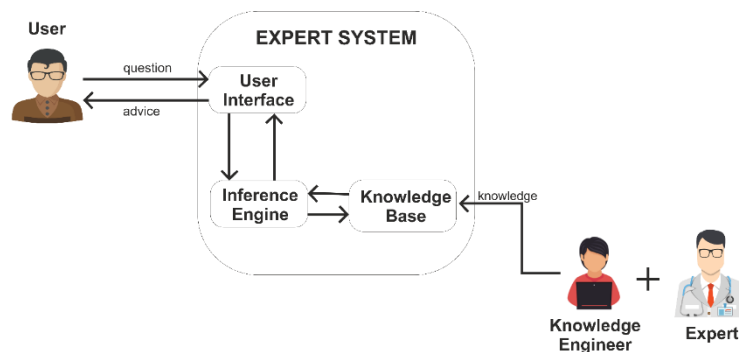 User
EXPERT SYSTEM
question
User
Interface
advice
Inference
Engine
Knowledge
Base
knowledge
Knowledge
Engineer
Expert